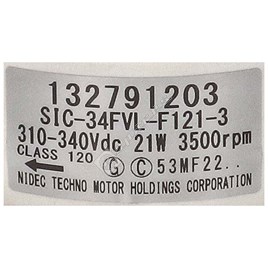 132791203
SIC-34FVL-F121-3
310-340Vdc 21W 3500rpm
CLASS 120 G C 53MF22..
NIDEC TECHNO MOTOR HOLDINGS CORPORATION